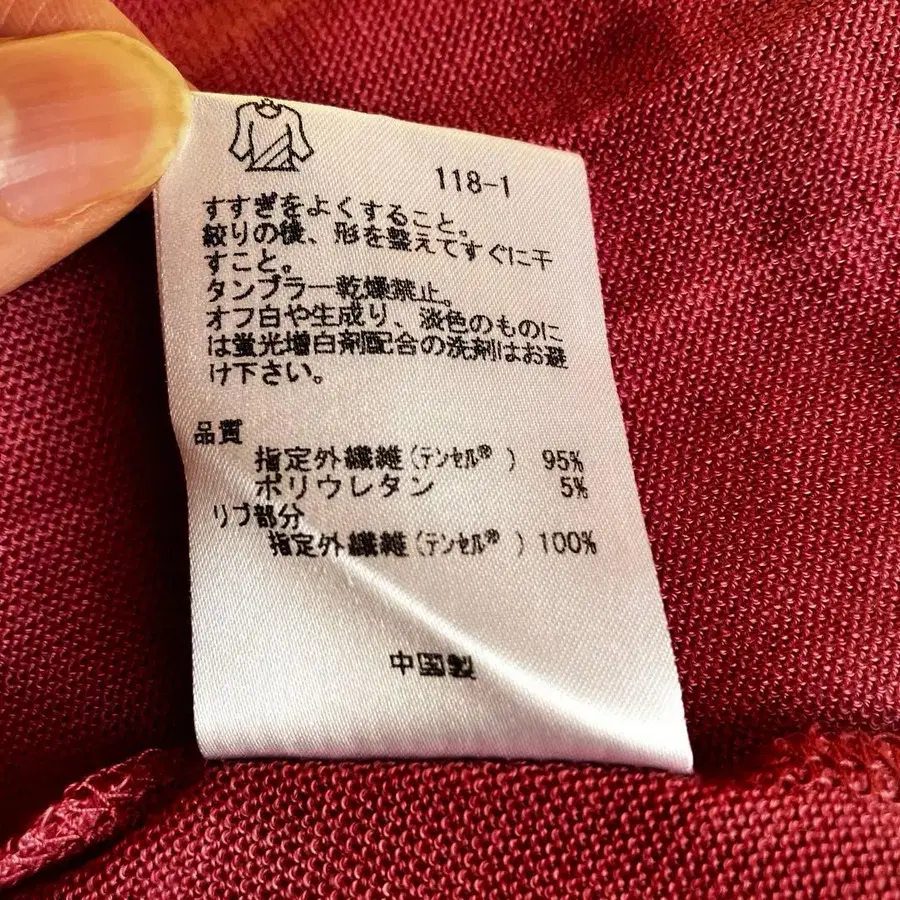 118-1
すすぎをよくすること。
絞りの後、形を整えてすぐに干
すこと。
タンブラー乾燥禁止。
オフ白や生成り、淡色のものに
は蛍光増白剤配合の洗剤はお避
け下さい。
品質
指定外繊維(テンセル®) 95%
ポリウレタン 5%
リブ部分
指定外繊維(テンセル®) 100%
中国製